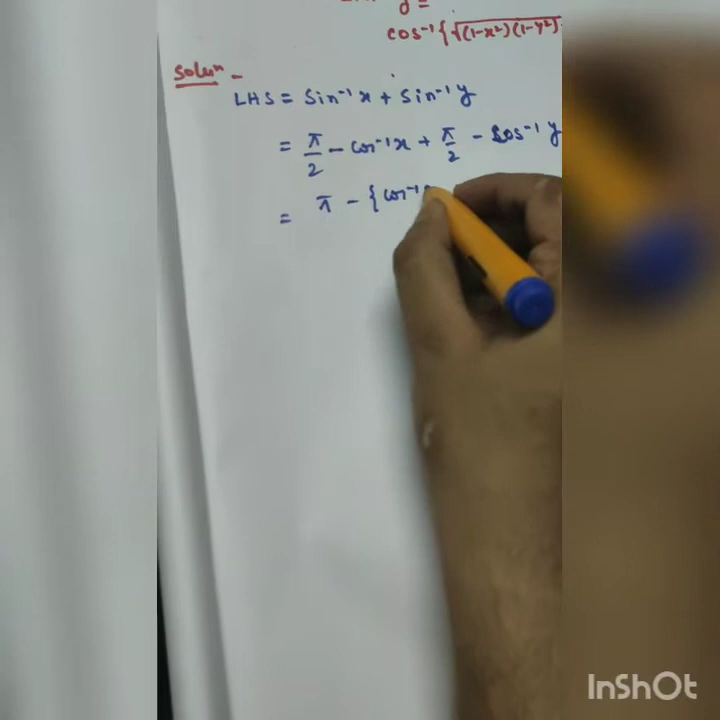 y =
cos⁻¹{√(1-x²)(1-y²)
Soluⁿ -
LHS = Sin⁻¹x + Sin⁻¹y
= π/2 - cos⁻¹x + π/2 - cos⁻¹y
= π - {cos⁻¹
InShOt